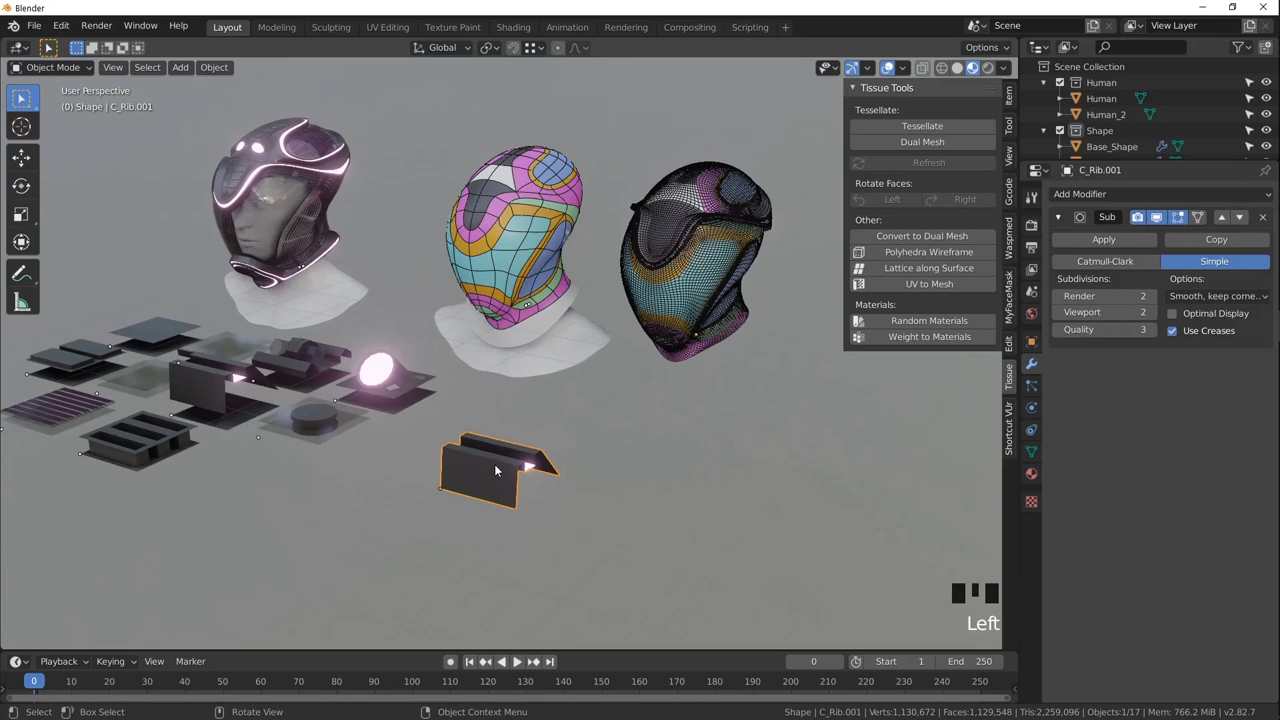 Blender
File Edit Render Window Help Layout Modeling Sculpting UV Editing Texture Paint Shading Animation Rendering Compositing Scripting + Scene View Layer
Global Options
Object Mode View Select Add Object
User Perspective
(0) Shape | C_Rib.001
Tissue Tools
Tessellate:
Tessellate
Dual Mesh
Refresh
Rotate Faces:
Left Right
Other:
Convert to Dual Mesh
Polyhedra Wireframe
Lattice along Surface
UV to Mesh
Materials:
Random Materials
Weight to Materials
Item
Tool
View
Gcode
Waspmed
MyFaceMask
Edit
Tissue
Shortcut VUr
Scene Collection
Human
Human
Human_2
Shape
Base_Shape
C_Rib.001
Add Modifier
Sub
Apply Copy
Catmull-Clark Simple
Subdivisions: Options:
Render 2 Smooth, keep corne..
Viewport 2 Optimal Display
Quality 3 Use Creases
Left
Playback Keying View Marker 0 Start 1 End 250
0 10 20 30 40 50 60 70 80 90 100 110 120 130 140 150 160 170 180 190 200 210 220 230 240 250
Select Box Select Rotate View Object Context Menu Shape | C_Rib.001 | Verts:1,130,672 | Faces:1,129,548 | Tris:2,259,096 | Objects:1/17 | Mem: 766.2 MiB | v2.82.7